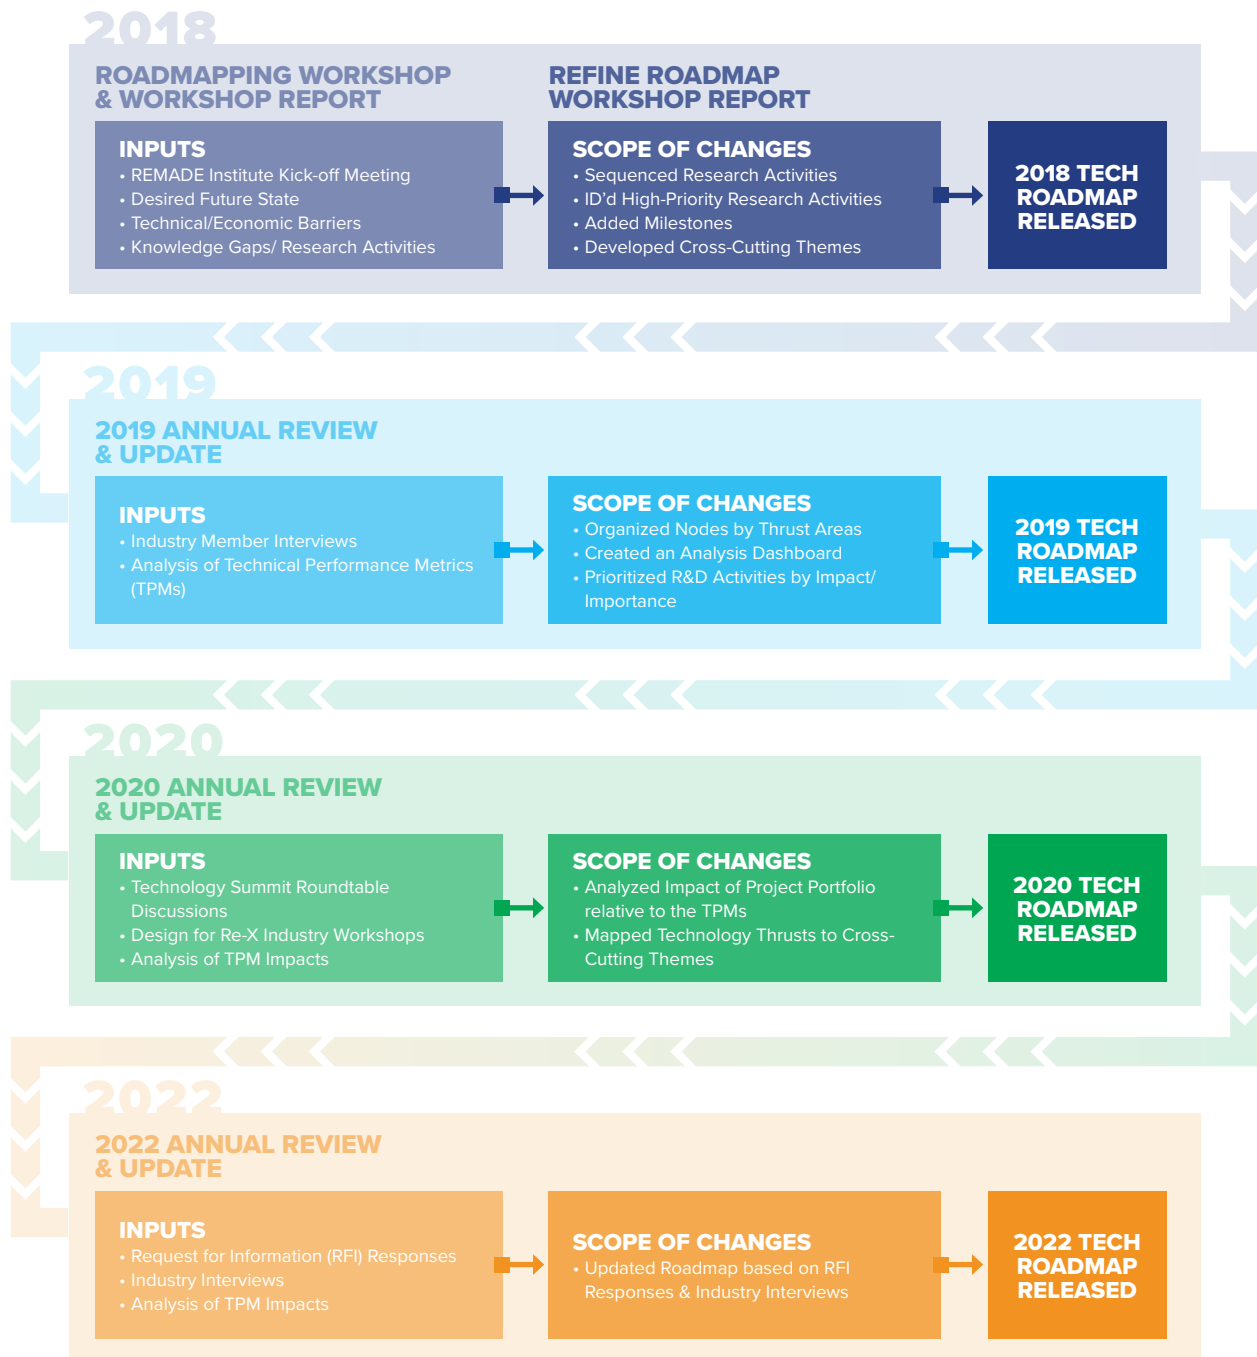 2018
ROADMAPPING WORKSHOP
& WORKSHOP REPORT
INPUTS
• REMADE Institute Kick-off Meeting
• Desired Future State
• Technical/Economic Barriers
• Knowledge Gaps/ Research Activities
REFINE ROADMAP
WORKSHOP REPORT
SCOPE OF CHANGES
• Sequenced Research Activities
• ID'd High-Priority Research Activities
• Added Milestones
• Developed Cross-Cutting Themes
2018 TECH
ROADMAP
RELEASED
2019
2019 ANNUAL REVIEW
& UPDATE
INPUTS
• Industry Member Interviews
• Analysis of Technical Performance Metrics
(TPMs)
SCOPE OF CHANGES
• Organized Nodes by Thrust Areas
• Created an Analysis Dashboard
• Prioritized R&D Activities by Impact/
Importance
2019 TECH
ROADMAP
RELEASED
2020
2020 ANNUAL REVIEW
& UPDATE
INPUTS
• Technology Summit Roundtable
Discussions
• Design for Re-X Industry Workshops
• Analysis of TPM Impacts
SCOPE OF CHANGES
• Analyzed Impact of Project Portfolio
relative to the TPMs
• Mapped Technology Thrusts to Cross-
Cutting Themes
2020 TECH
ROADMAP
RELEASED
2022
2022 ANNUAL REVIEW
& UPDATE
INPUTS
• Request for Information (RFI) Responses
• Industry Interviews
• Analysis of TPM Impacts
SCOPE OF CHANGES
• Updated Roadmap based on RFI
Responses & Industry Interviews
2022 TECH
ROADMAP
RELEASED